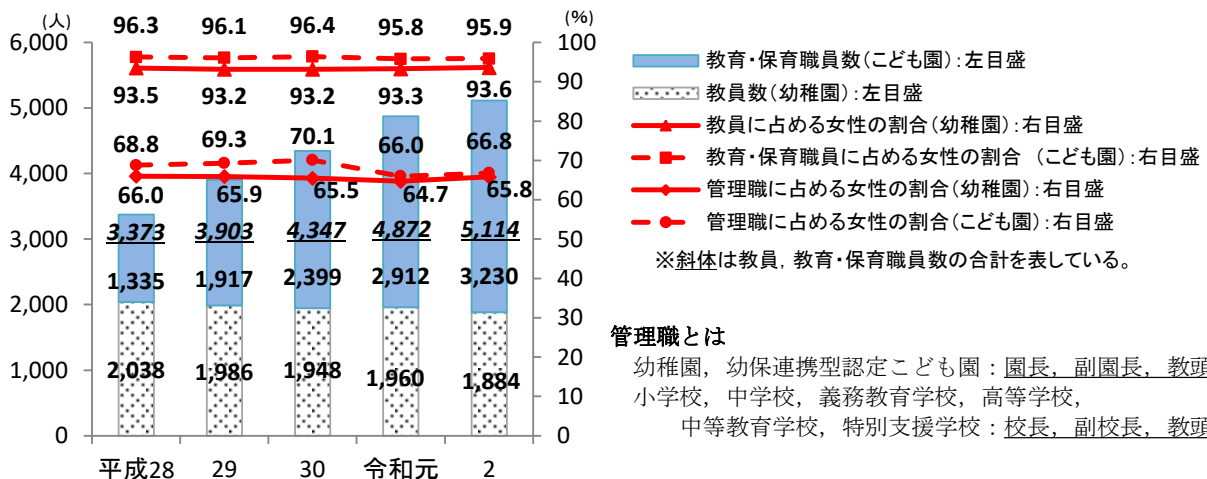 (人)
(%)
96.3 96.1 96.4 95.8 95.9
6,000 100
5,000 90
93.5 93.2 93.2 93.3 93.6
80
68.8 69.3 70.1 66.0 66.8
4,000 70
66.0 65.9 65.5 64.7 65.8
60
3,373 3,903 4,347 4,872 5,114
3,000 50
1,335 1,917 2,399 2,912 3,230
40
2,000
30
1,000 20
2,038 1,986 1,948 1,960 1,884
10
0 0
平成28 29 30 令和元 2
教育・保育職員数(こども園):左目盛
教員数(幼稚園):左目盛
教員に占める女性の割合(幼稚園):右目盛
教育・保育職員に占める女性の割合 (こども園):右目盛
管理職に占める女性の割合(幼稚園):右目盛
管理職に占める女性の割合(こども園):右目盛
※斜体は教員,教育・保育職員数の合計を表している。
管理職とは
幼稚園,幼保連携型認定こども園:園長,副園長,教頭
小学校,中学校,義務教育学校,高等学校,
中等教育学校,特別支援学校:校長,副校長,教頭